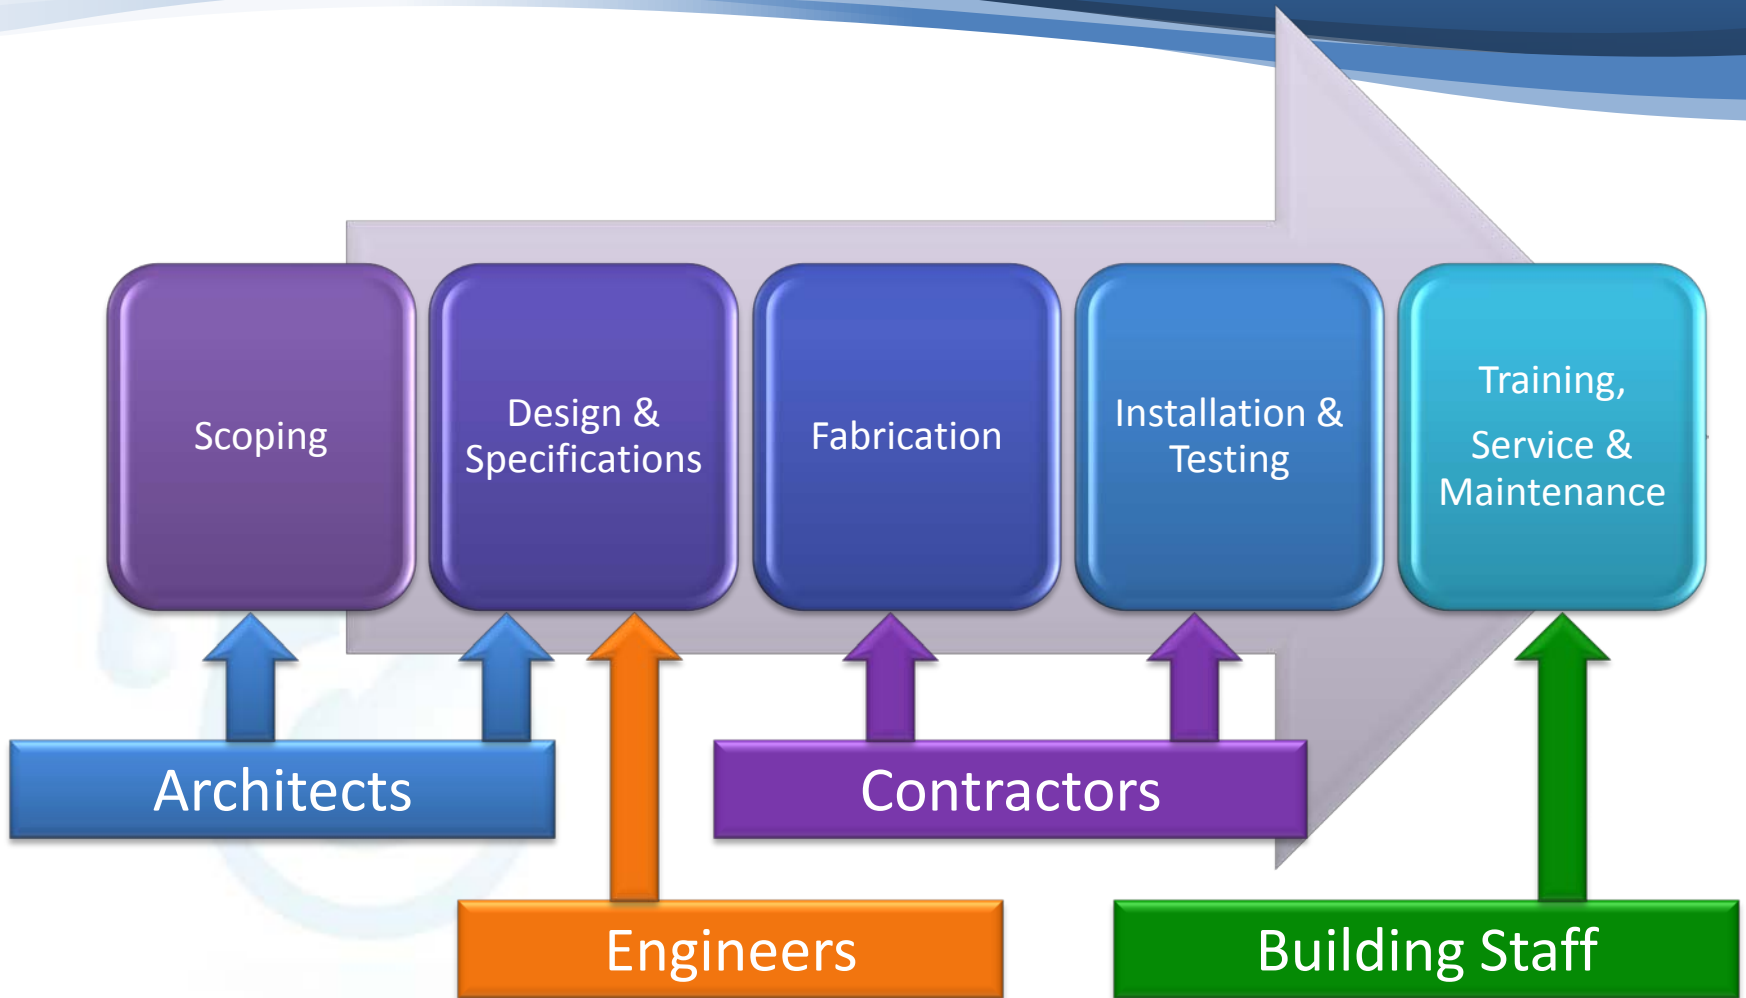 Scoping
Design &
Specifications
Fabrication
Installation &
Testing
Training,
Service &
Maintenance
Architects
Contractors
Engineers
Building Staff